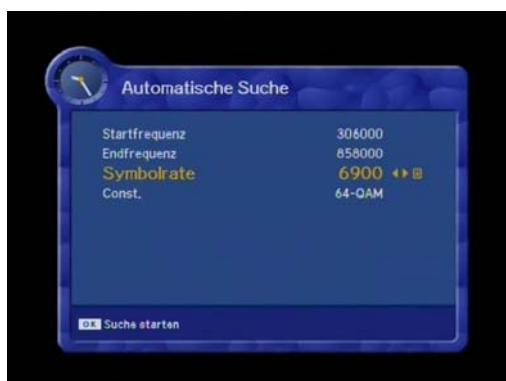 Automatische Suche
Startfrequenz 306000
Endfrequenz 858000
Symbolrate 6900
Const. 64-QAM
OK Suche starten